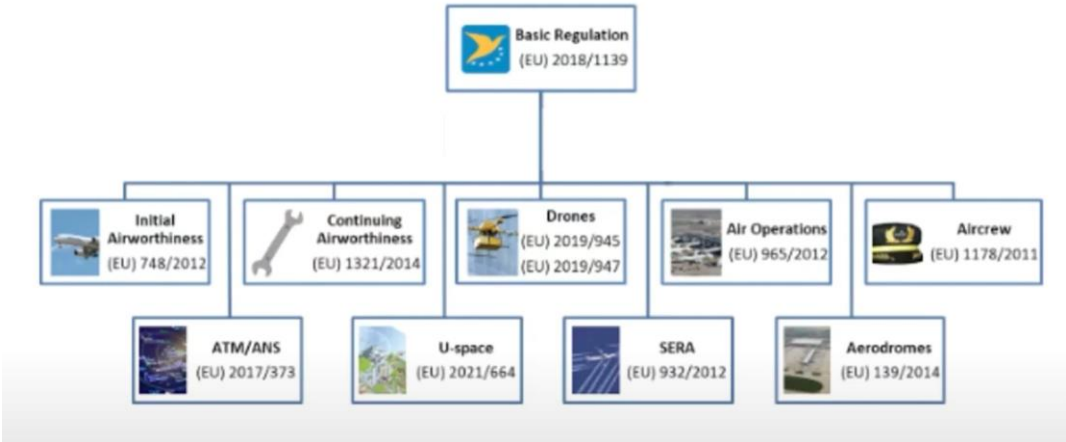 Basic Regulation
(EU) 2018/1139
Initial
Airworthiness
(EU) 748/2012
Continuing
Airworthiness
(EU) 1321/2014
Drones
(EU) 2019/945
(EU) 2019/947
Air Operations
(EU) 965/2012
Aircrew
(EU) 1178/2011
ATM/ANS
(EU) 2017/373
U-space
(EU) 2021/664
SERA
(EU) 932/2012
Aerodromes
(EU) 139/2014